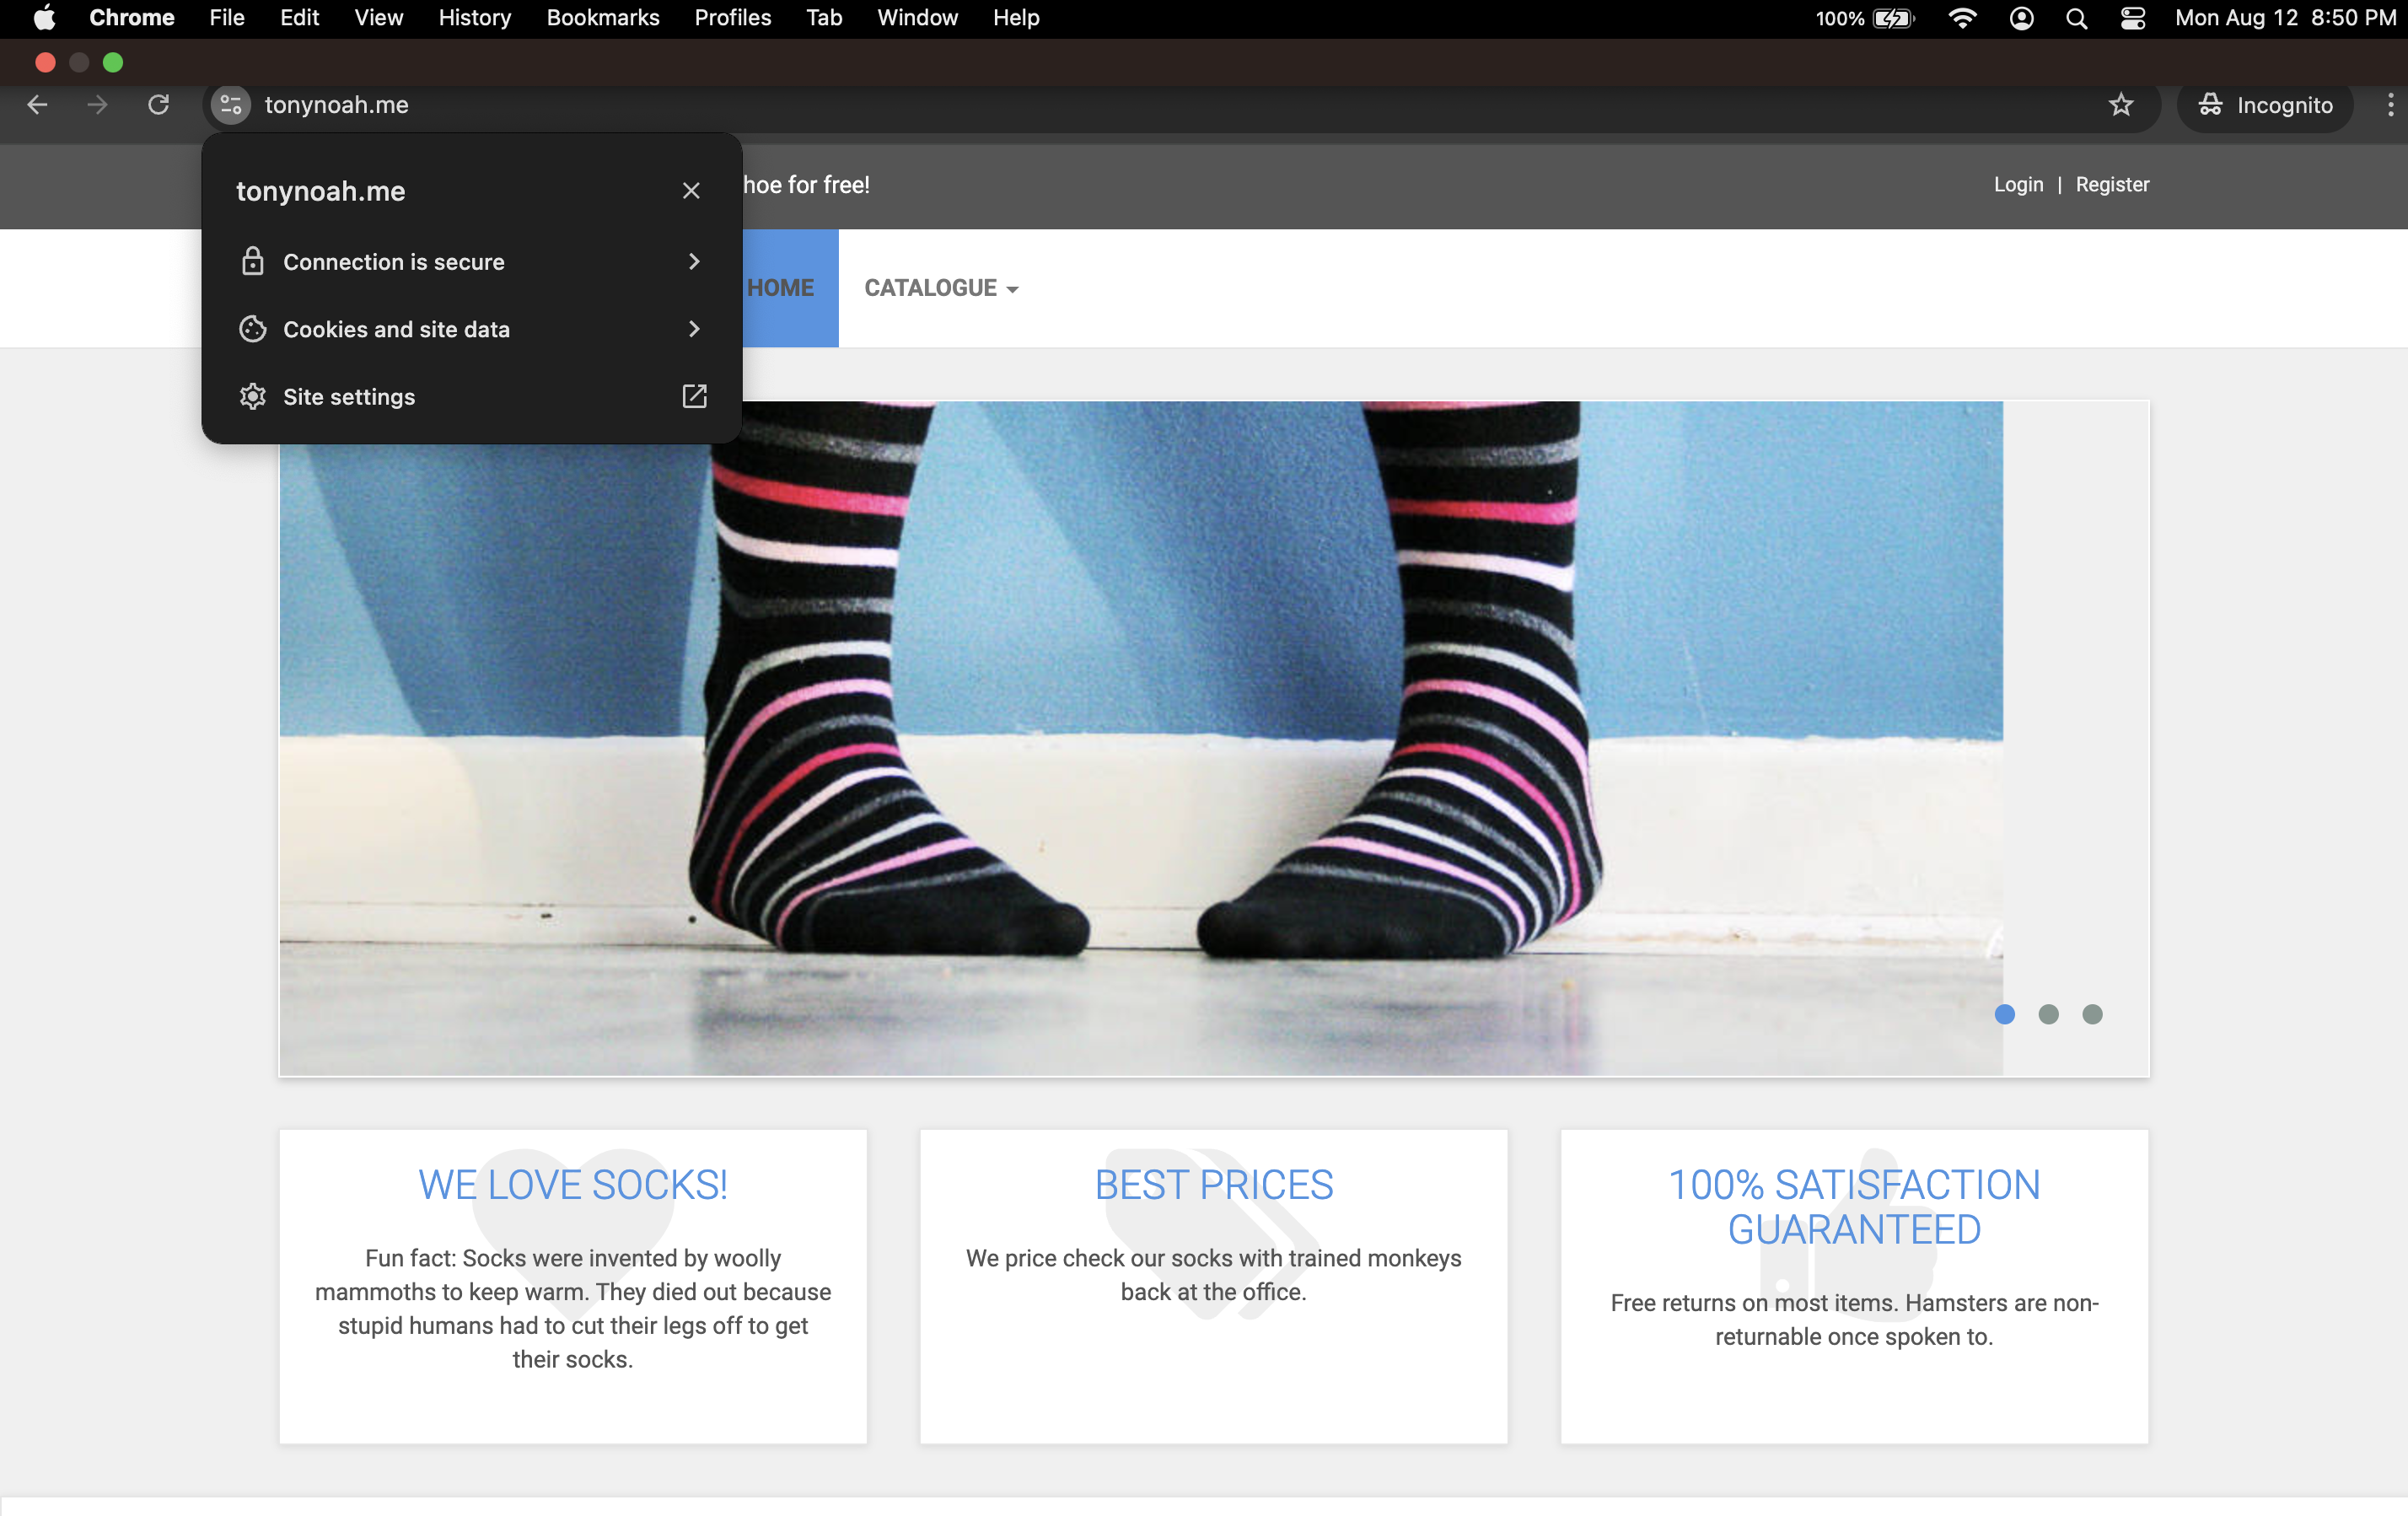 Chrome File Edit View History Bookmarks Profiles Tab Window Help 100% Mon Aug 12 8:50 PM
tonynoah.me Incognito
tonynoah.me
Connection is secure
Cookies and site data
Site settings
hoe for free! Login | Register
HOME CATALOGUE
WE LOVE SOCKS!
Fun fact: Socks were invented by woolly
mammoths to keep warm. They died out because
stupid humans had to cut their legs off to get
their socks.
BEST PRICES
We price check our socks with trained monkeys
back at the office.
100% SATISFACTION
GUARANTEED
Free returns on most items. Hamsters are non-
returnable once spoken to.